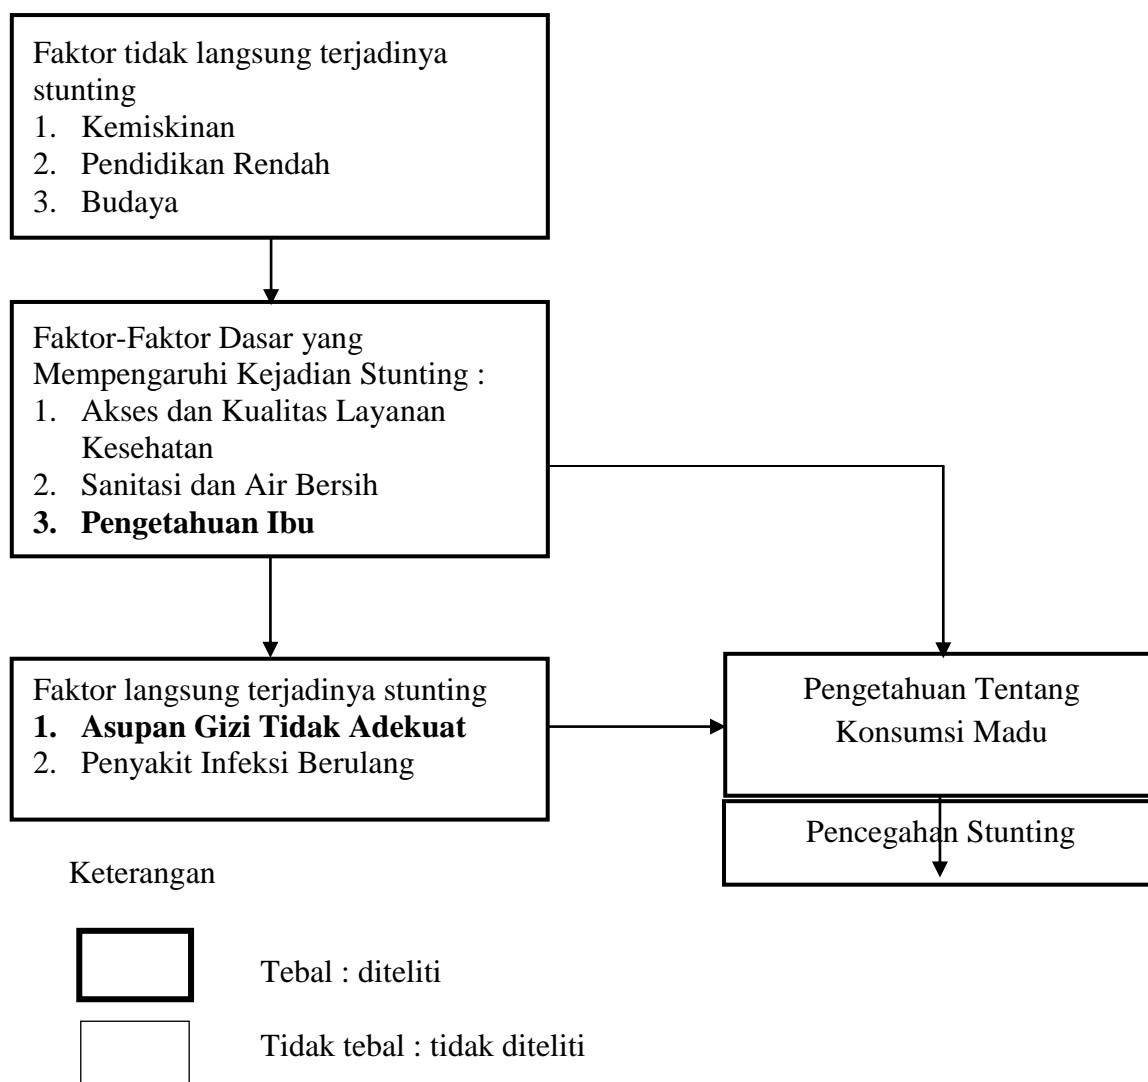 Faktor tidak langsung terjadinya
stunting
1. Kemiskinan
2. Pendidikan Rendah
3. Budaya
Faktor-Faktor Dasar yang
Mempengaruhi Kejadian Stunting :
1. Akses dan Kualitas Layanan
Kesehatan
2. Sanitasi dan Air Bersih
3. Pengetahuan Ibu
Faktor langsung terjadinya stunting
1. Asupan Gizi Tidak Adekuat
2. Penyakit Infeksi Berulang
Pengetahuan Tentang
Konsumsi Madu
Pencegahan Stunting
Keterangan
Tebal : diteliti
Tidak tebal : tidak diteliti